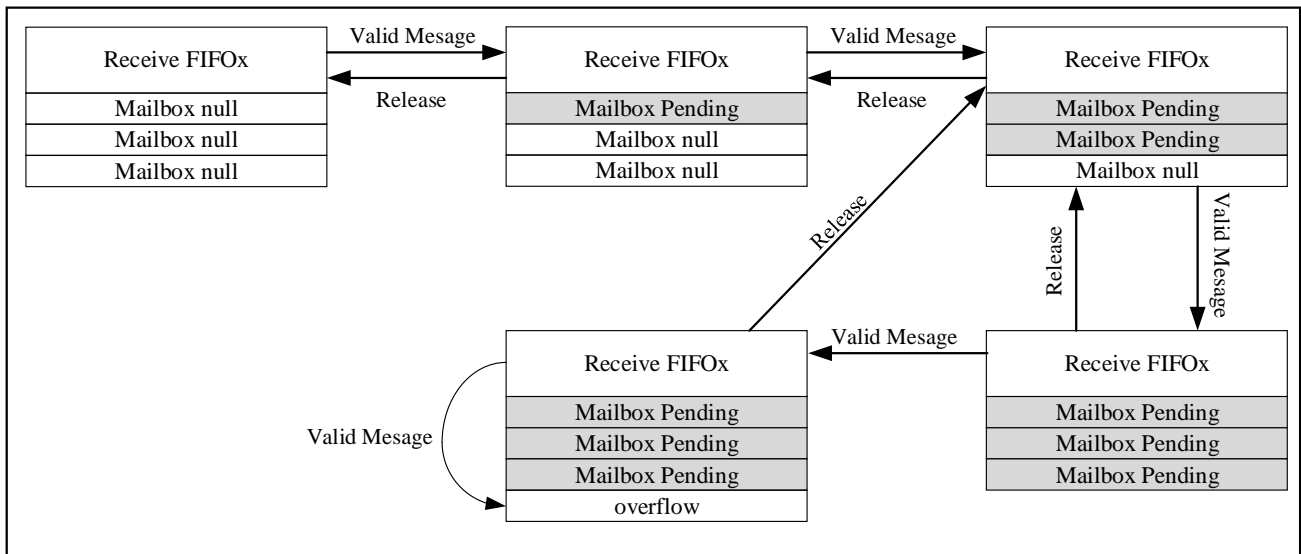 Receive FIFOx
Mailbox null
Mailbox null
Mailbox null
Valid Mesage
Release
Receive FIFOx
Mailbox Pending
Mailbox null
Mailbox null
Valid Mesage
Release
Receive FIFOx
Mailbox Pending
Mailbox Pending
Mailbox null
Release
Release
Valid Mesage
Valid Mesage
Receive FIFOx
Mailbox Pending
Mailbox Pending
Mailbox Pending
overflow
Valid Mesage
Receive FIFOx
Mailbox Pending
Mailbox Pending
Mailbox Pending